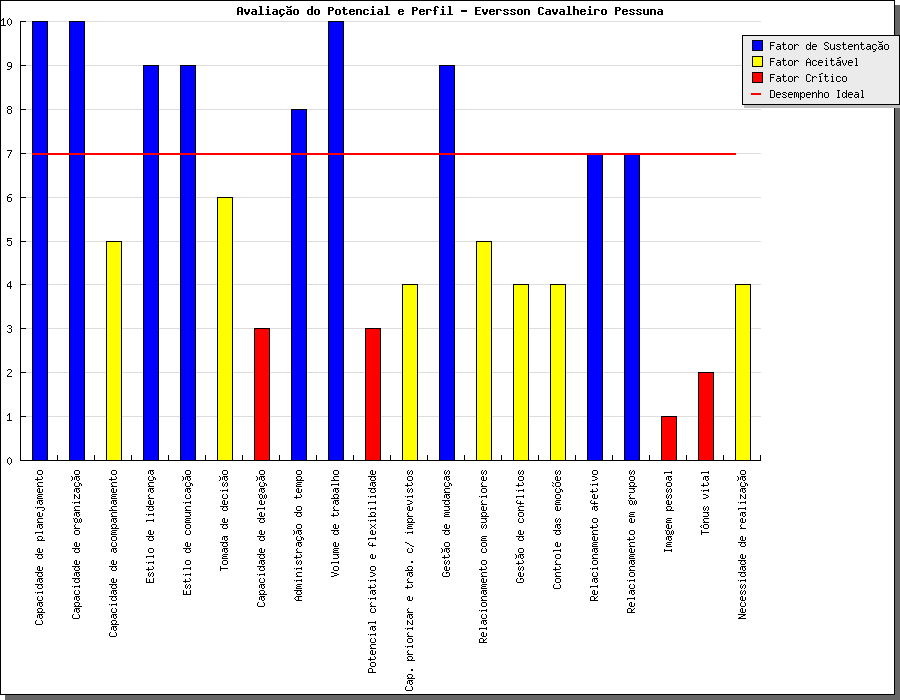 Avaliação do Potencial e Perfil - Eversson Cavalheiro Pessuna
Fator de Sustentação
Fator Aceitável
Fator Crítico
Desempenho Ideal
10
9
8
7
6
5
4
3
2
1
0
Capacidade de planejamento
Capacidade de organização
Capacidade de acompanhamento
Estilo de liderança
Estilo de comunicação
Tomada de decisão
Capacidade de delegação
Administração do tempo
Volume de trabalho
Potencial criativo e flexibilidade
Cap. priorizar e trab. c/ imprevistos
Gestão de mudanças
Relacionamento com superiores
Gestão de conflitos
Controle das emoções
Relacionamento afetivo
Relacionamento em grupos
Imagem pessoal
Tônus vital
Necessidade de realização